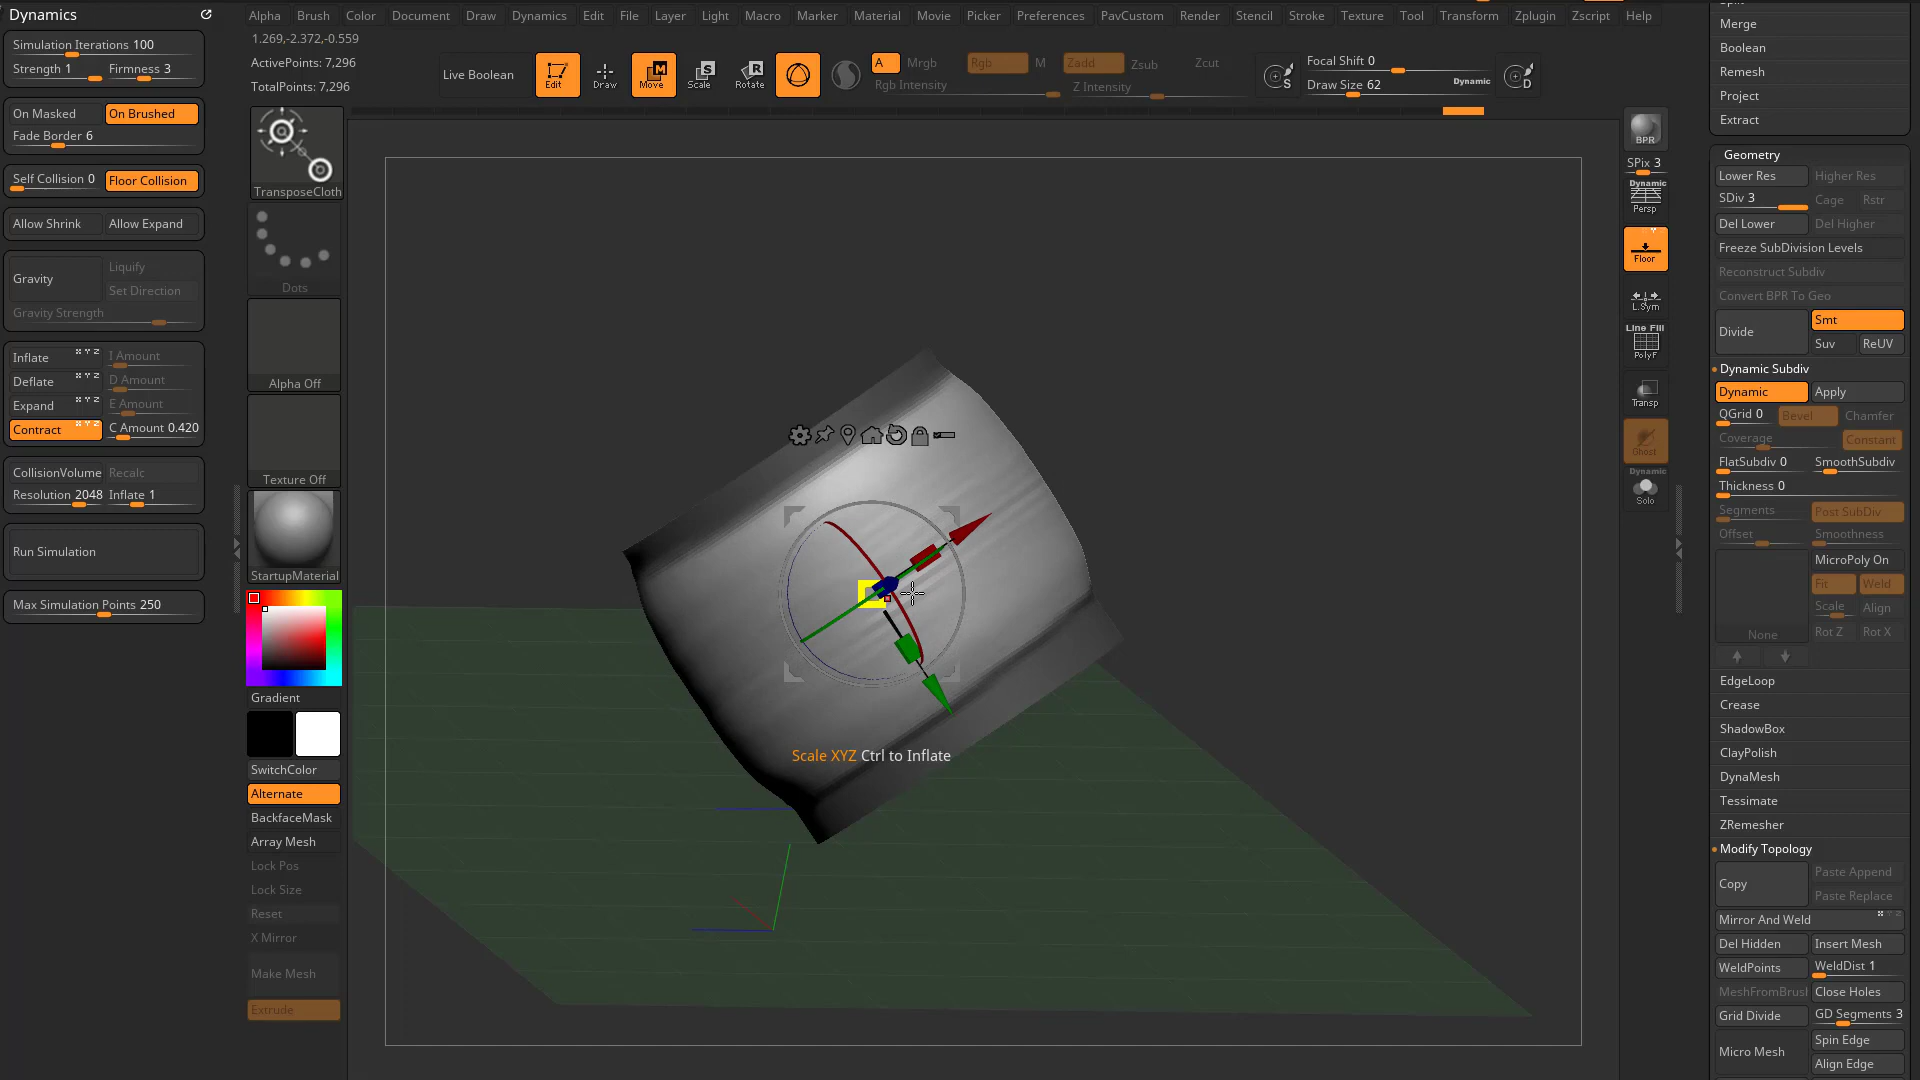 Dynamics
Alpha Brush Color Document Draw Dynamics Edit File Layer Light Macro Marker Material Movie Picker Preferences PavCustom Render Stencil Stroke Texture Tool Transform Zplugin Zscript Help
1.269,-2.372,-0.559
ActivePoints: 7,296
TotalPoints: 7,296
Live Boolean
Edit
Draw
Move
Scale
Rotate
A Mrgb Rgb M Zadd Zsub Zcut
Rgb Intensity Z Intensity
Focal Shift 0
Draw Size 62 Dynamic
Simulation Iterations 100
Strength 1 Firmness 3
On Masked On Brushed
Fade Border 6
Self Collision 0 Floor Collision
Allow Shrink Allow Expand
Gravity Liquify
Set Direction
Gravity Strength
Inflate I Amount
Deflate D Amount
Expand E Amount
Contract C Amount 0.420
CollisionVolume Recalc
Resolution 2048 Inflate 1
Run Simulation
Max Simulation Points 250
TransposeCloth
Dots
Alpha Off
Texture Off
StartupMaterial
Gradient
SwitchColor
Alternate
BackfaceMask
Array Mesh
Lock Pos
Lock Size
Reset
X Mirror
Make Mesh
Extrude
Scale XYZ Ctrl to Inflate
BPR
SPix 3
Dynamic
Persp
Floor
L.Sym
Line Fill
PolyF
Transp
Ghost
Dynamic
Solo
Merge
Boolean
Remesh
Project
Extract
Geometry
Lower Res Higher Res
SDiv 3 Cage Rstr
Del Lower Del Higher
Freeze SubDivision Levels
Reconstruct Subdiv
Convert BPR To Geo
Divide Smt
Suv ReUV
Dynamic Subdiv
Dynamic Apply
QGrid 0 Bevel Chamfer
Coverage Constant
FlatSubdiv 0 SmoothSubdiv
Thickness 0
Segments Post SubDiv
Offset Smoothness
MicroPoly On
Fit Weld
Scale Align
None Rot Z Rot X
EdgeLoop
Crease
ShadowBox
ClayPolish
DynaMesh
Tessimate
ZRemesher
Modify Topology
Copy Paste Append
Paste Replace
Mirror And Weld
Del Hidden Insert Mesh
WeldPoints WeldDist 1
MeshFromBrush Close Holes
Grid Divide GD Segments 3
Micro Mesh Spin Edge
Align Edge